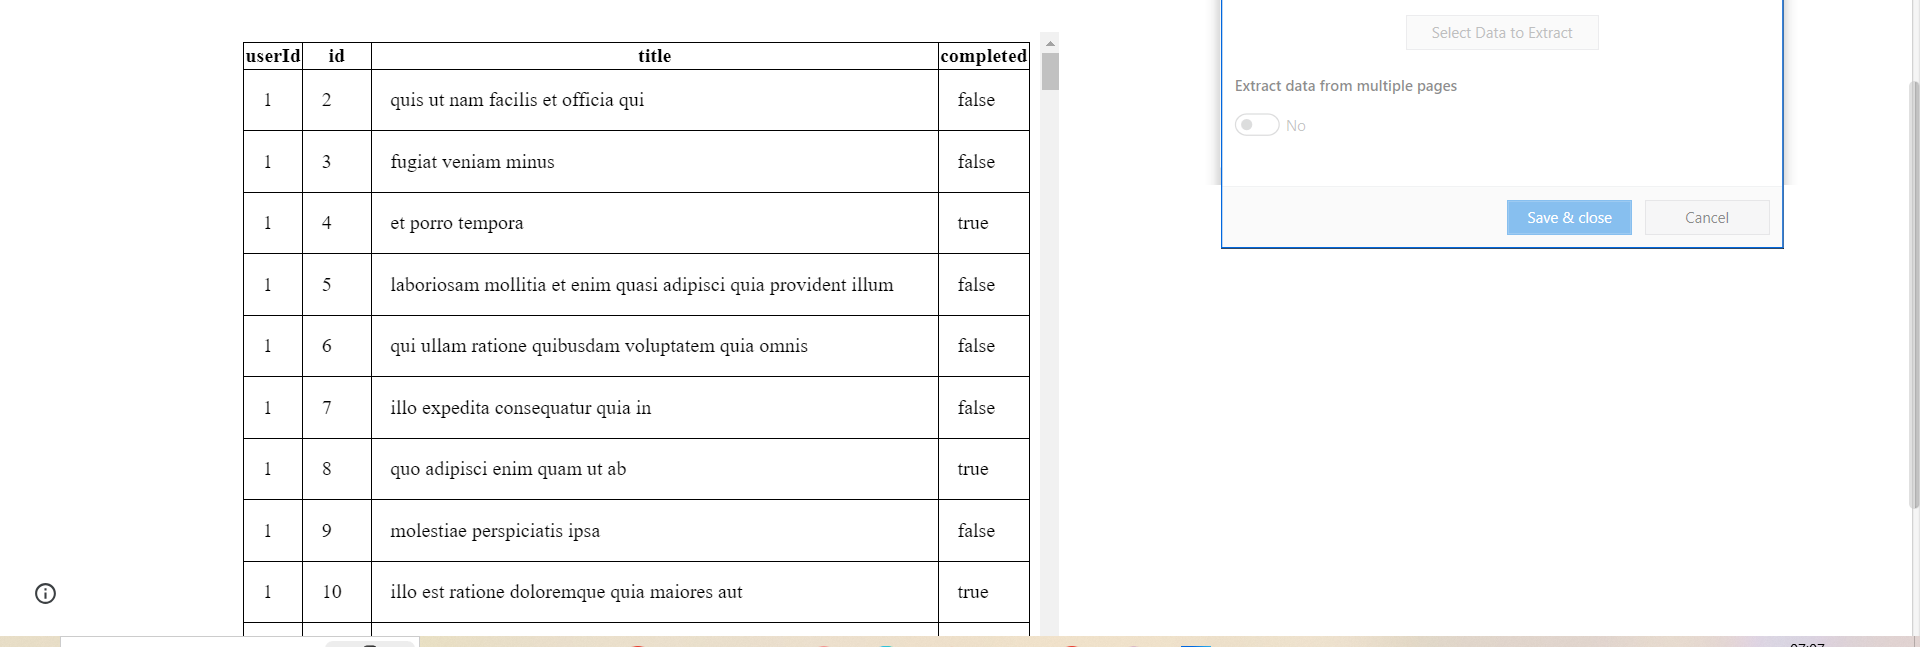 userId id title completed
1 2 quis ut nam facilis et officia qui false
1 3 fugiat veniam minus false
1 4 et porro tempora true
1 5 laboriosam mollitia et enim quasi adipisci quia provident illum false
1 6 qui ullam ratione quibusdam voluptatem quia omnis false
1 7 illo expedita consequatur quia in false
1 8 quo adipisci enim quam ut ab true
1 9 molestiae perspiciatis ipsa false
1 10 illo est ratione doloremque quia maiores aut true
Select Data to Extract
Extract data from multiple pages
No
Save & close Cancel